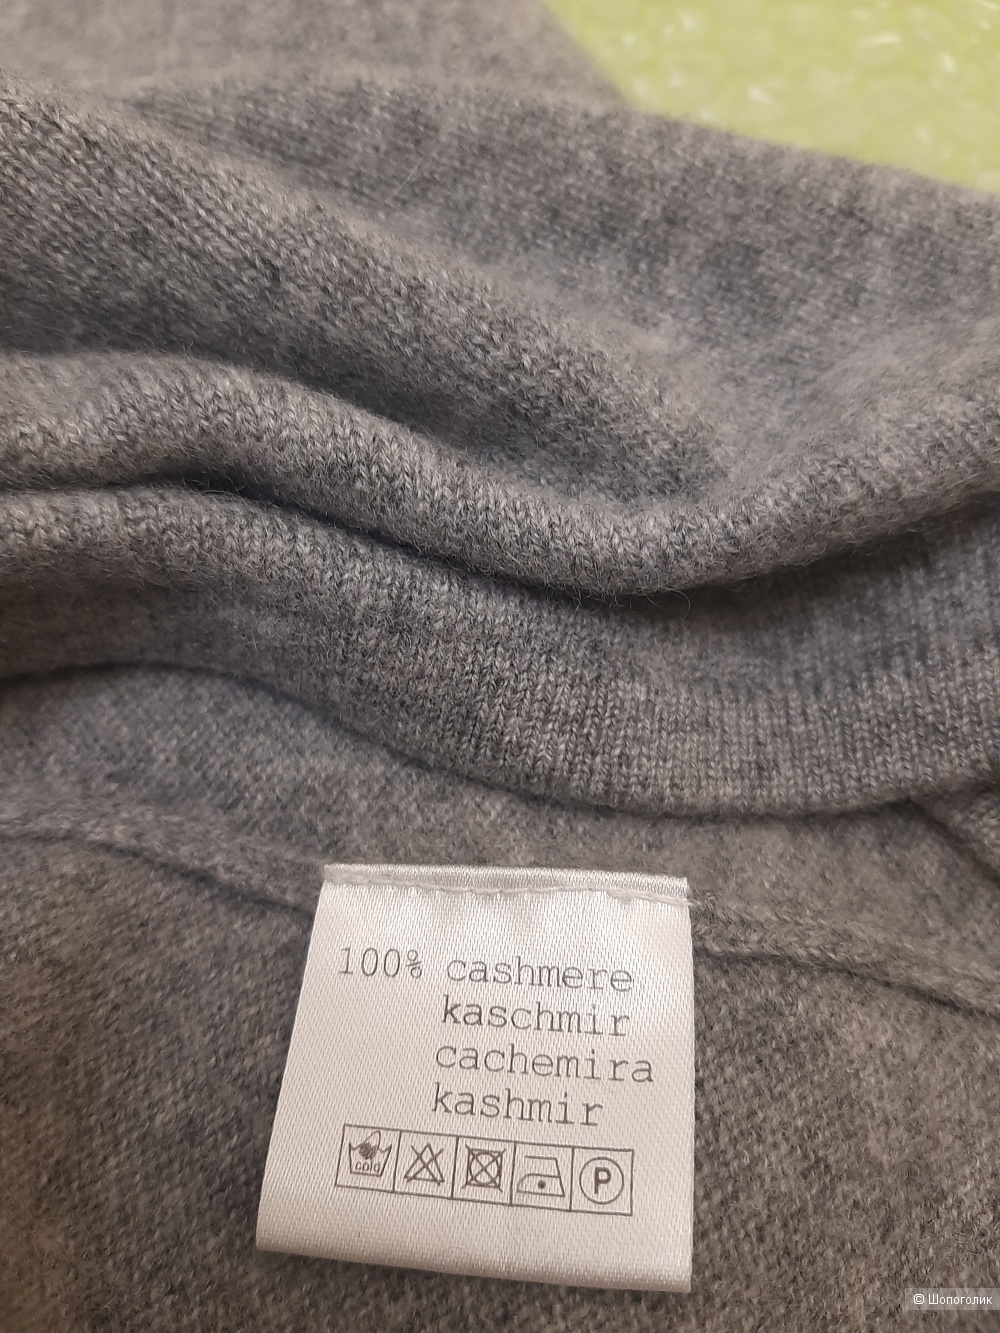 100% cashmere
kaschmir
cachemira
kashmir
cold
P
© Шопоголик